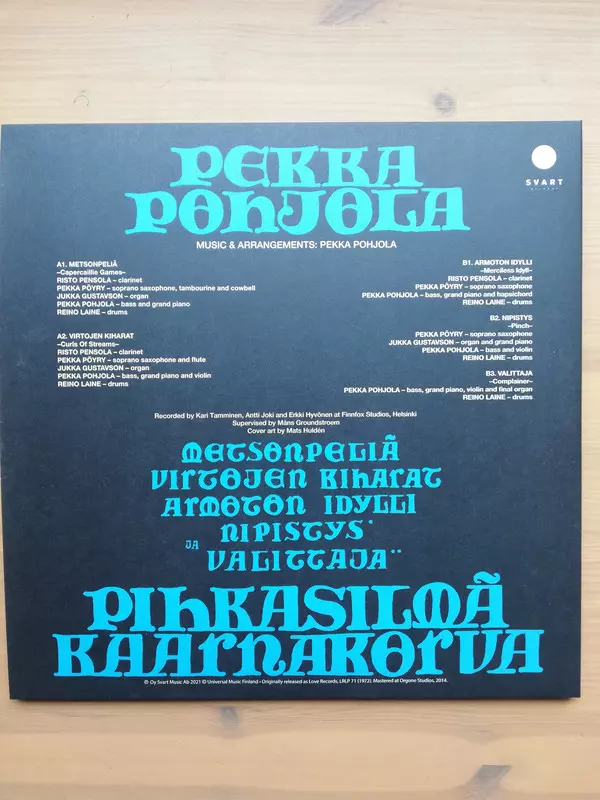 PEKKA
POHJOLA
SVART
RECORDS
MUSIC & ARRANGEMENTS: PEKKA POHJOLA
A1. METSONPELIÄ
–Capercaillie Games–
RISTO PENSOLA – clarinet
PEKKA PÖYRY – soprano saxophone, tambourine and cowbell
JUKKA GUSTAVSON – organ
PEKKA POHJOLA – bass and grand piano
REINO LAINE – drums
A2. VIRTOJEN KIHARAT
–Curls Of Streams–
RISTO PENSOLA – clarinet
PEKKA PÖYRY – soprano saxophone and flute
JUKKA GUSTAVSON – organ
PEKKA POHJOLA – bass, grand piano and violin
REINO LAINE – drums
B1. ARMOTON IDYLLI
–Merciless Idyll–
RISTO PENSOLA – clarinet
PEKKA PÖYRY – soprano saxophone
PEKKA POHJOLA – bass, grand piano and hapsichord
REINO LAINE – drums
B2. NIPISTYS
–Pinch–
PEKKA PÖYRY – soprano saxophone
JUKKA GUSTAVSON – organ and grand piano
PEKKA POHJOLA – bass and violin
REINO LAINE – drums
B3. VALITTAJA
–Complainer–
PEKKA POHJOLA – bass, grand piano, violin and final organ
REINO LAINE – drums
Recorded by Kari Tamminen, Antti Joki and Erkki Hyvönen at Finnfox Studios, Helsinki
Supervised by Måns Groundstroem
Cover art by Mats Huldén
METSONPELIÄ
VIRTOJEN KIHARAT
ARMOTON IDYLLI
NIPISTYS
JA VALITTAJA
PIHKASILMÄ
KAARNAKORVA
℗ Oy Svart Music Ab 2021 © Universal Music Finland • Originally released as Love Records, LRLP 71 (1972). Mastered at Orgone Studios, 2014.